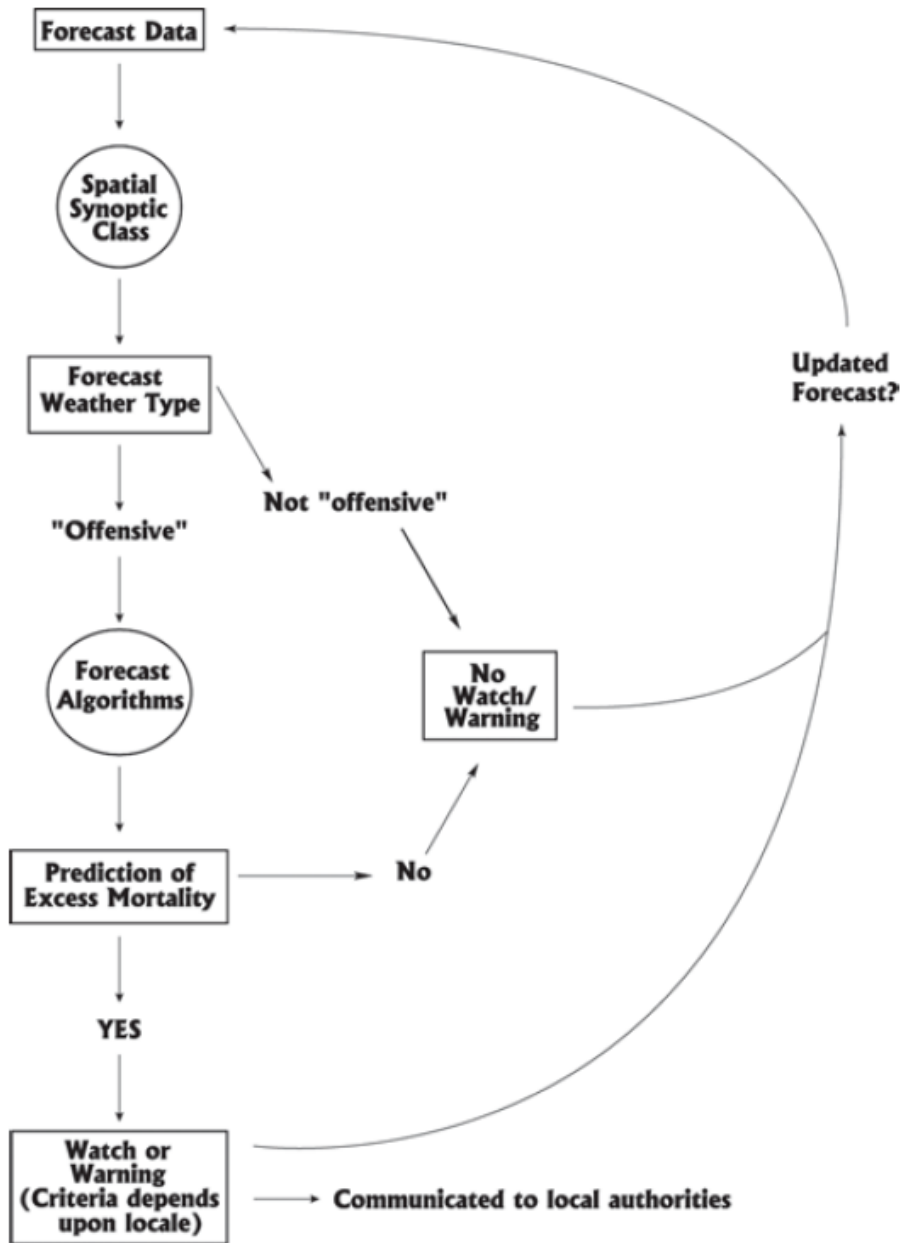 Forecast Data
Spatial
Synoptic
Class
Forecast
Weather Type
Updated
Forecast?
Not "offensive"
"Offensive"
Forecast
Algorithms
No
Watch/
Warning
Prediction of
Excess Mortality
No
YES
Watch or
Warning
(Criteria depends
upon locale)
Communicated to local authorities